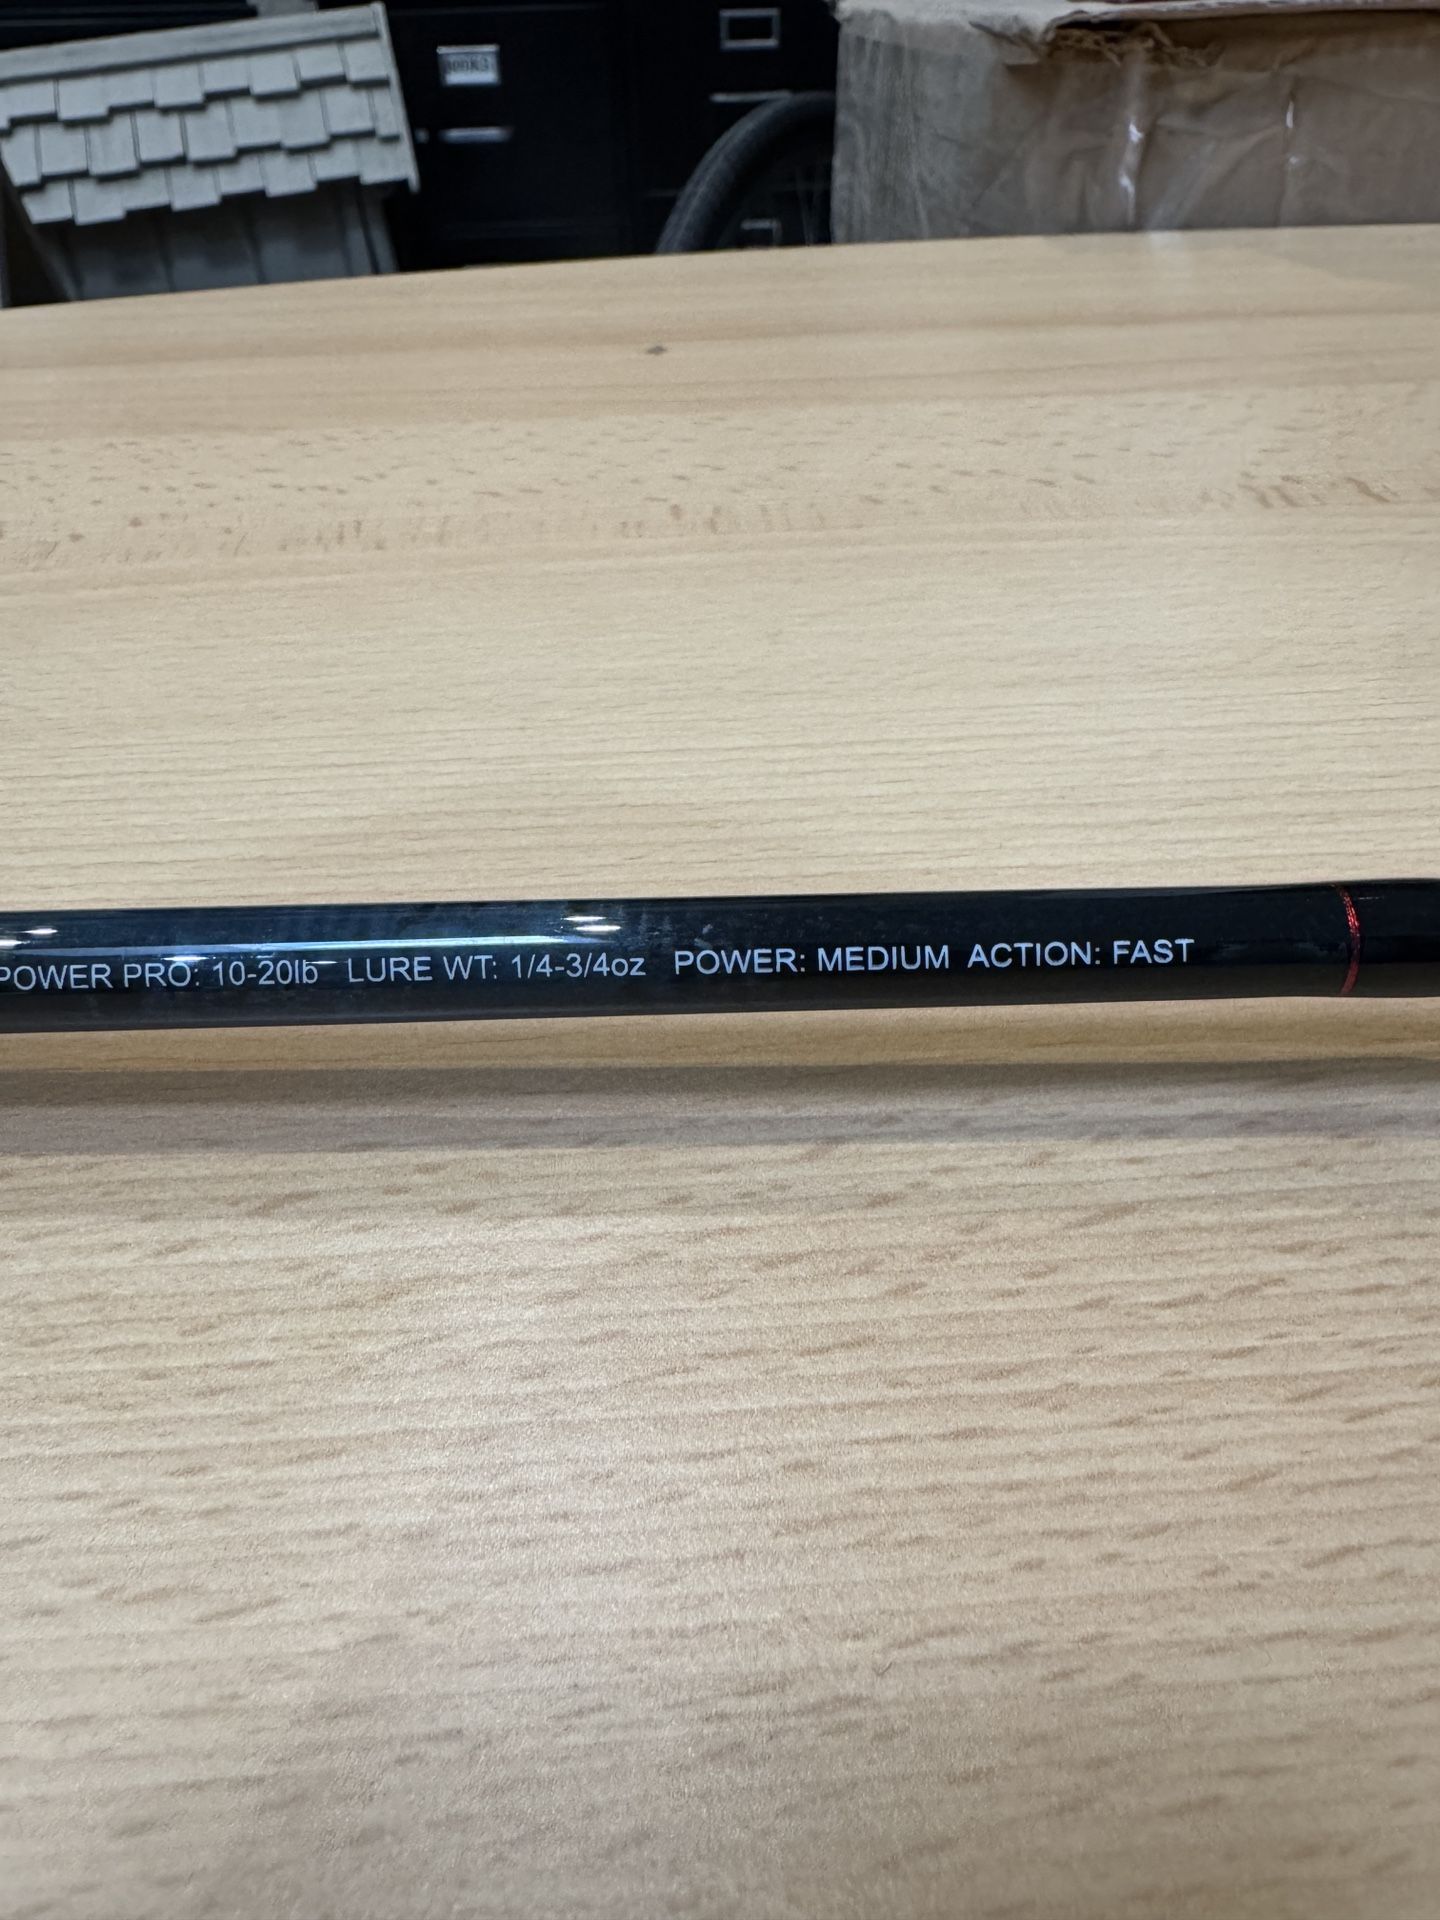 POWER PRO: 10-20lb LURE WT: 1/4-3/4oz POWER: MEDIUM ACTION: FAST